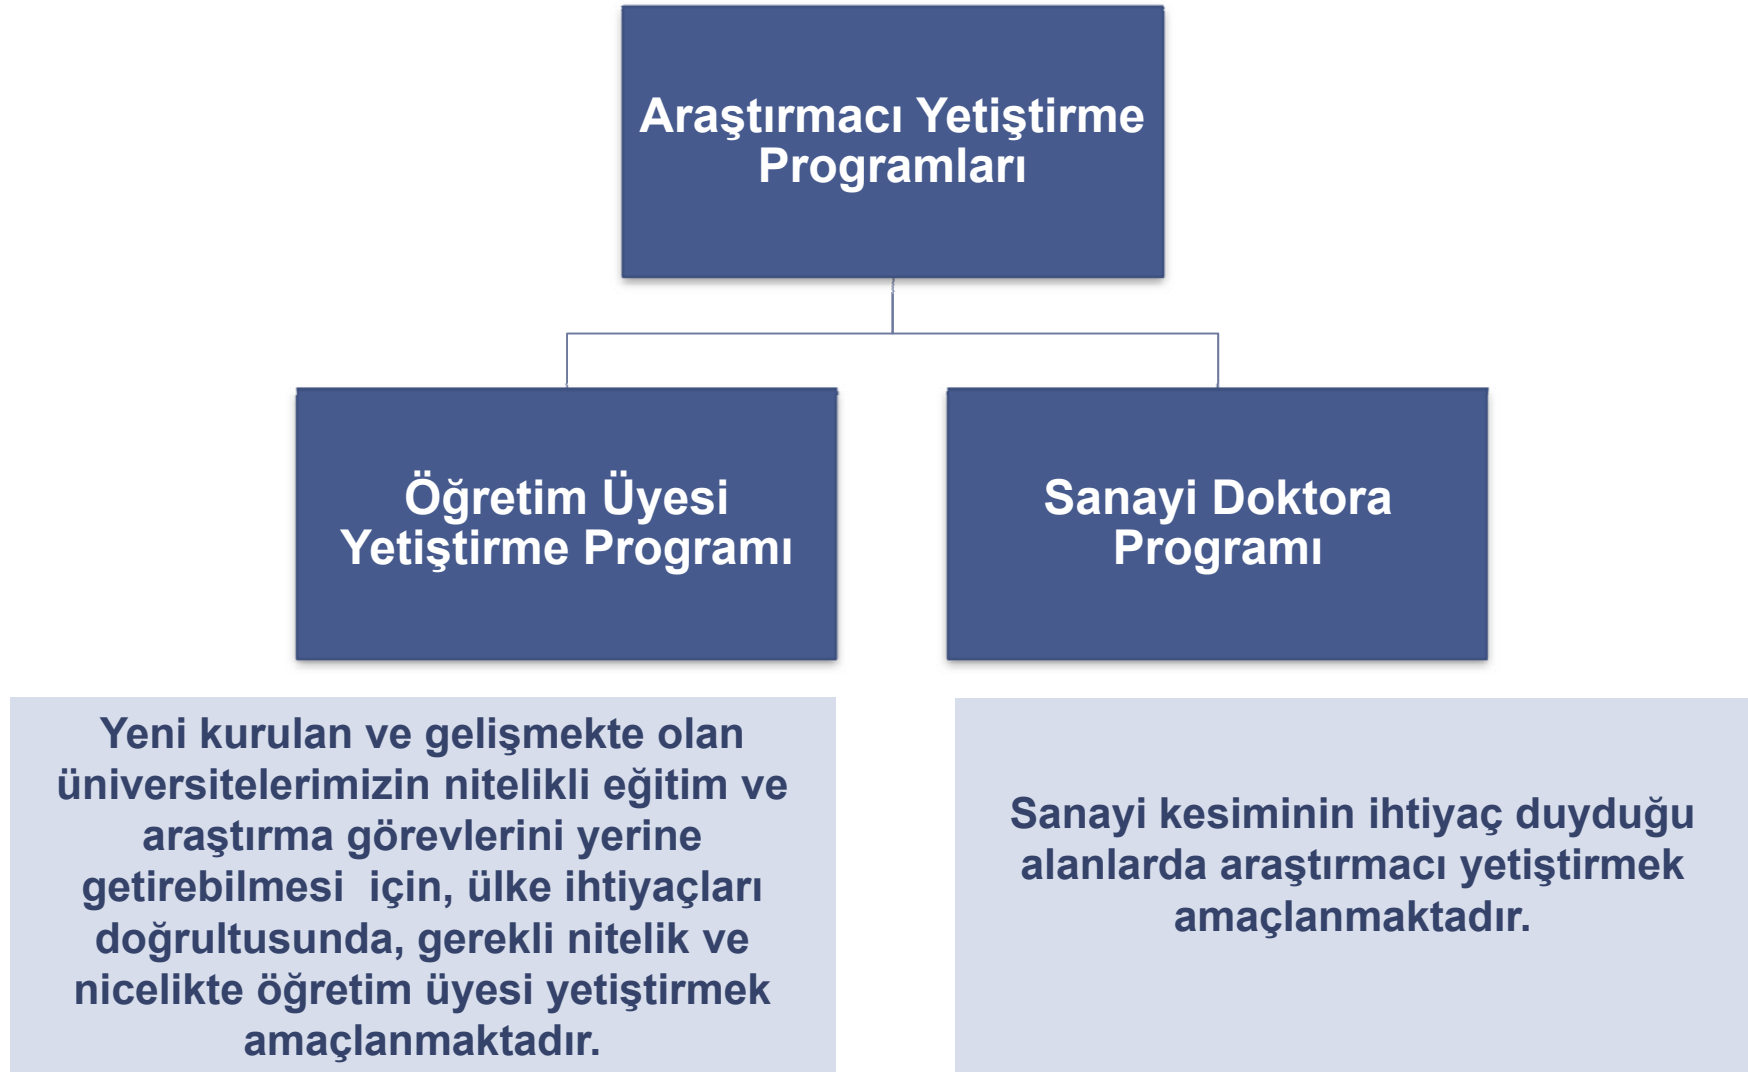 Araştırmacı Yetiştirme
Programları
Öğretim Üyesi
Yetiştirme Programı
Sanayi Doktora
Programı
Yeni kurulan ve gelişmekte olan
üniversitelerimizin nitelikli eğitim ve
araştırma görevlerini yerine
getirebilmesi  için, ülke ihtiyaçları
doğrultusunda, gerekli nitelik ve
nicelikte öğretim üyesi yetiştirmek
amaçlanmaktadır.
Sanayi kesiminin ihtiyaç duyduğu
alanlarda araştırmacı yetiştirmek
amaçlanmaktadır.